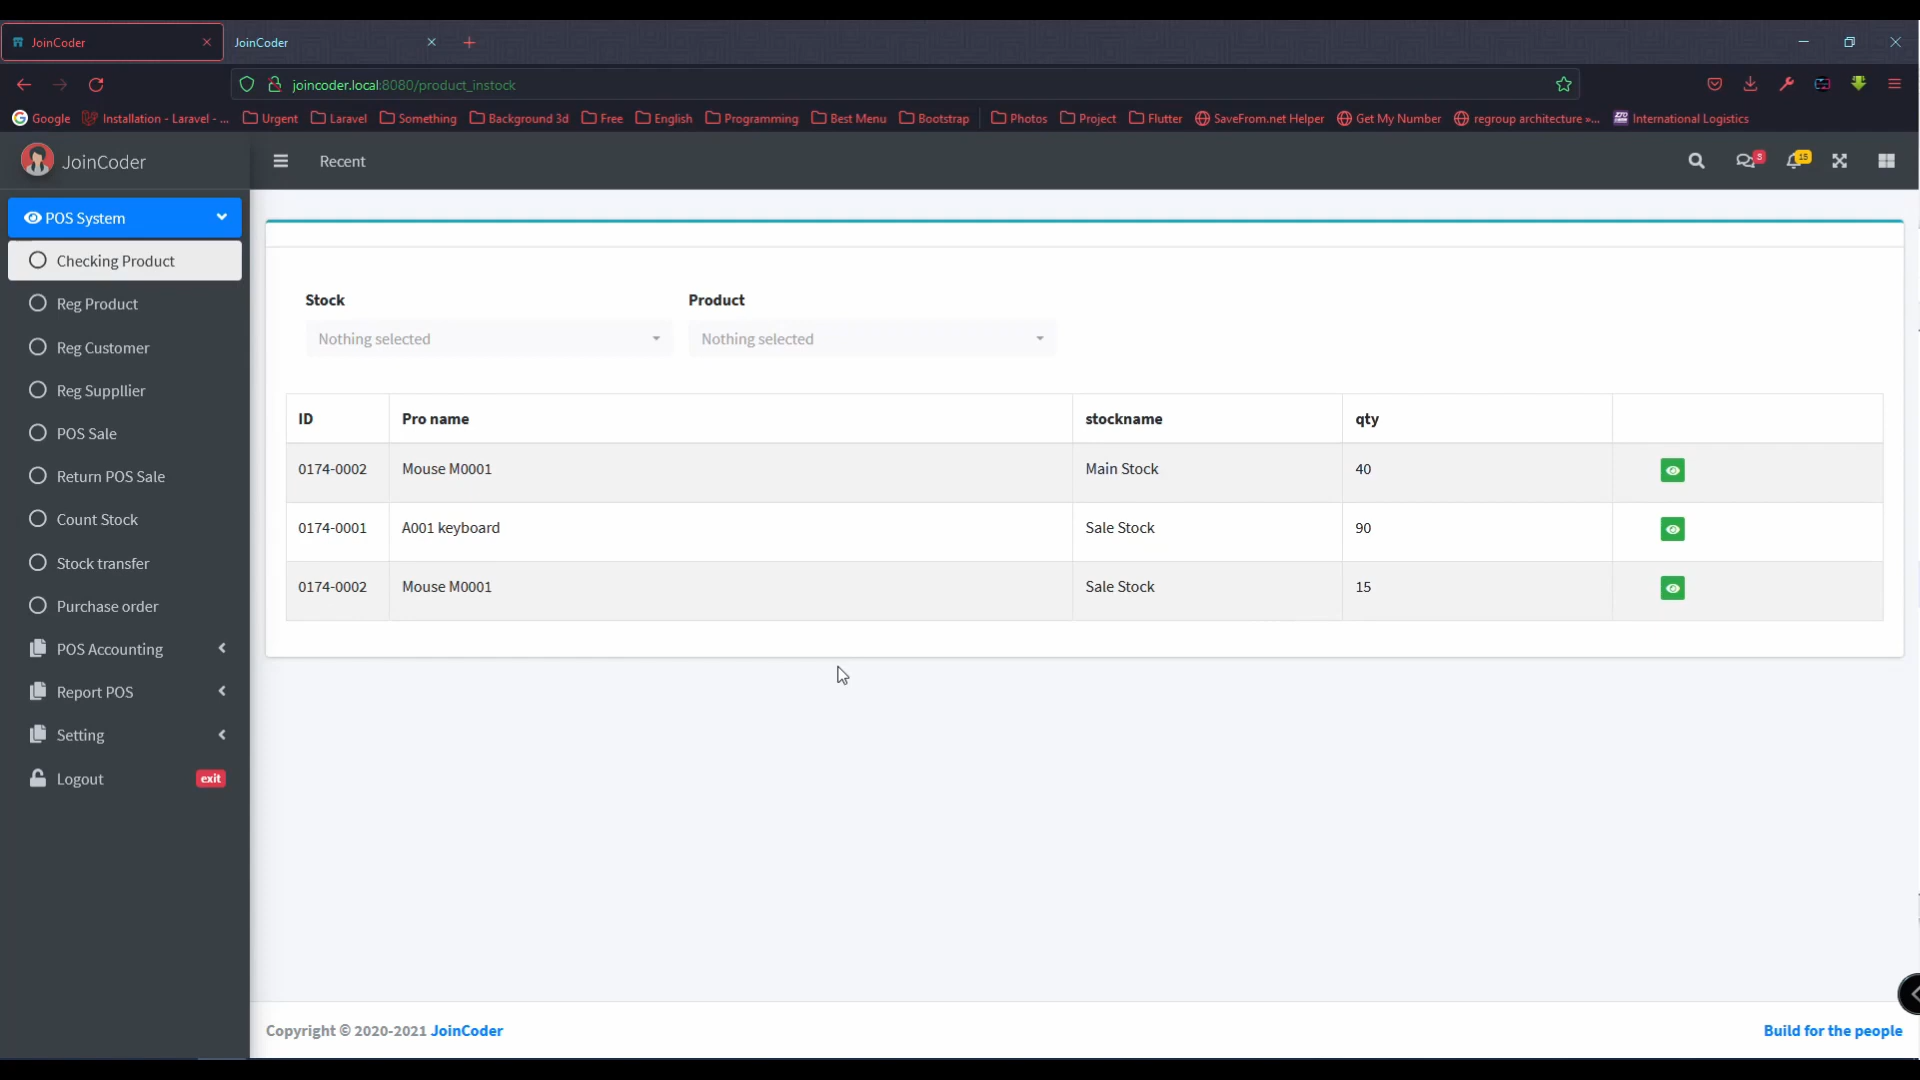 JoinCoder
JoinCoder
joincoder.local:8080/product_instock
Google Installation - Laravel - ... Urgent Laravel Something Background 3d Free English Programming Best Menu Bootstrap Photos Project Flutter SaveFrom.net Helper Get My Number regroup architecture »... International Logistics
JoinCoder
Recent
3
15
POS System
Checking Product
Reg Product
Reg Customer
Reg Suppllier
POS Sale
Return POS Sale
Count Stock
Stock transfer
Purchase order
POS Accounting
Report POS
Setting
Logout exit
Stock Product
Nothing selected Nothing selected
ID Pro name stockname qty
0174-0002 Mouse M0001 Main Stock 40
0174-0001 A001 keyboard Sale Stock 90
0174-0002 Mouse M0001 Sale Stock 15
Copyright © 2020-2021 JoinCoder
Build for the people